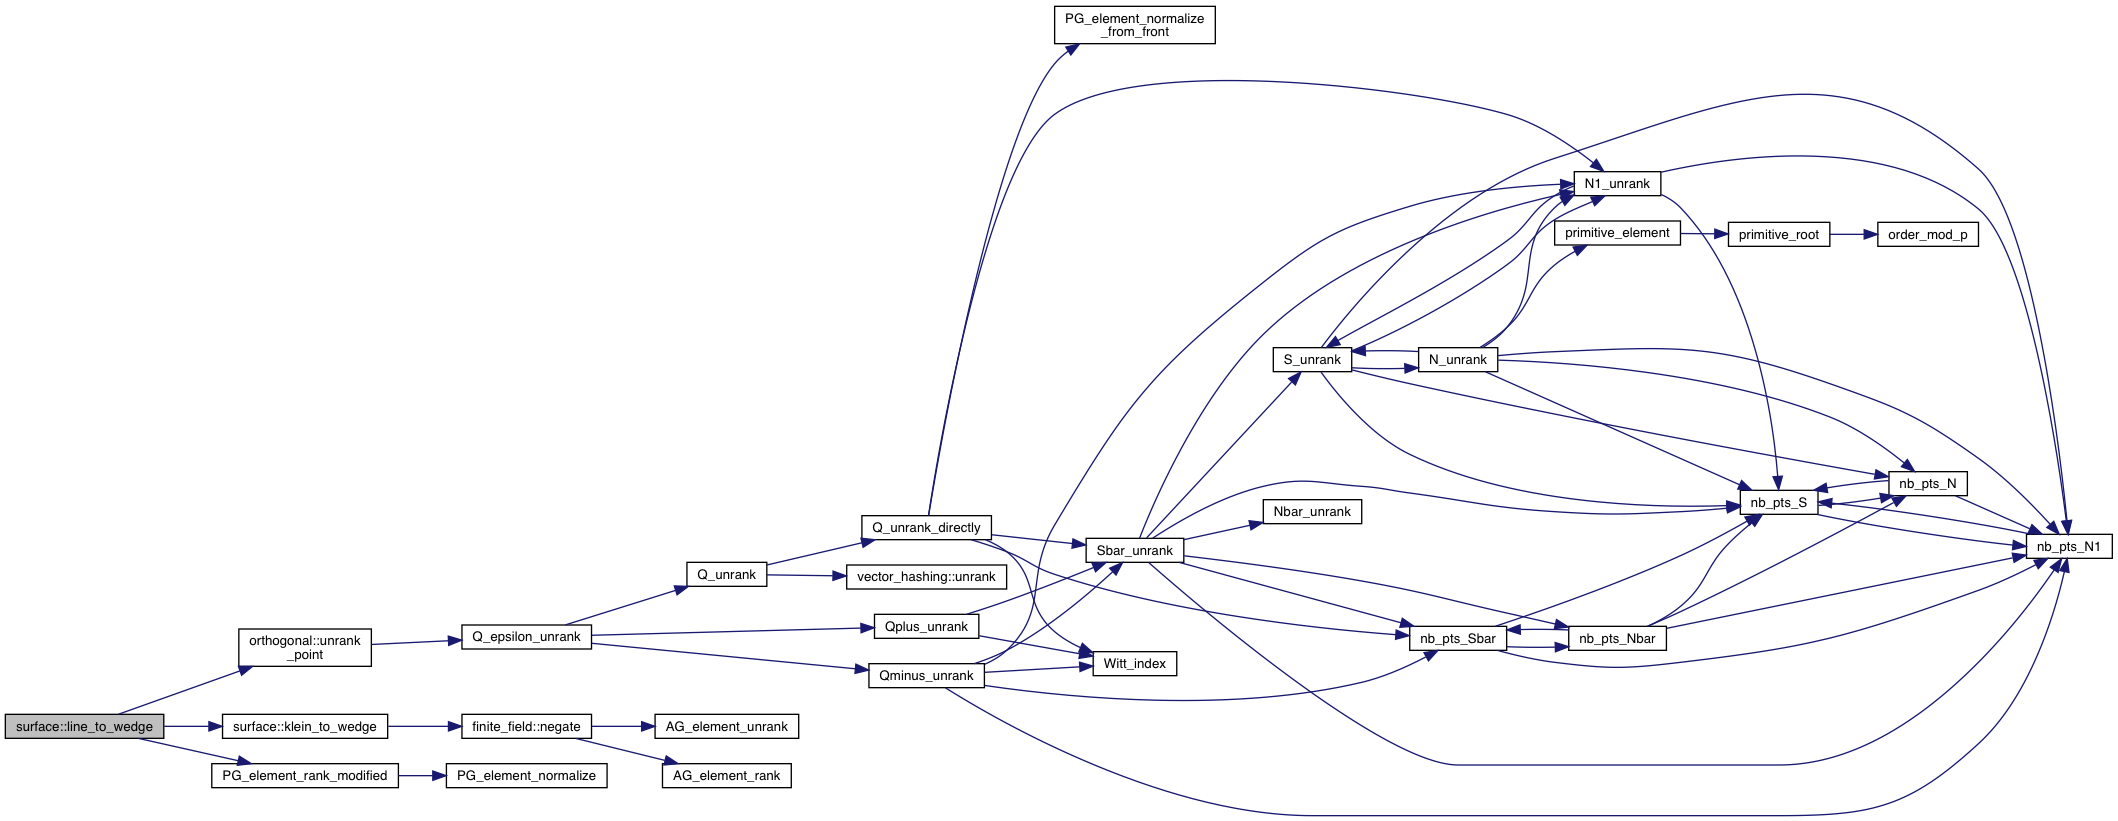 PG_element_normalize
_from_front
N1_unrank
primitive_element
primitive_root
order_mod_p
S_unrank
N_unrank
nb_pts_N
nb_pts_S
Nbar_unrank
Q_unrank_directly
Sbar_unrank
nb_pts_N1
Q_unrank
vector_hashing::unrank
orthogonal::unrank
_point
Q_epsilon_unrank
Qplus_unrank
nb_pts_Sbar
nb_pts_Nbar
Witt_index
Qminus_unrank
surface::line_to_wedge
surface::klein_to_wedge
finite_field::negate
AG_element_unrank
PG_element_rank_modified
PG_element_normalize
AG_element_rank